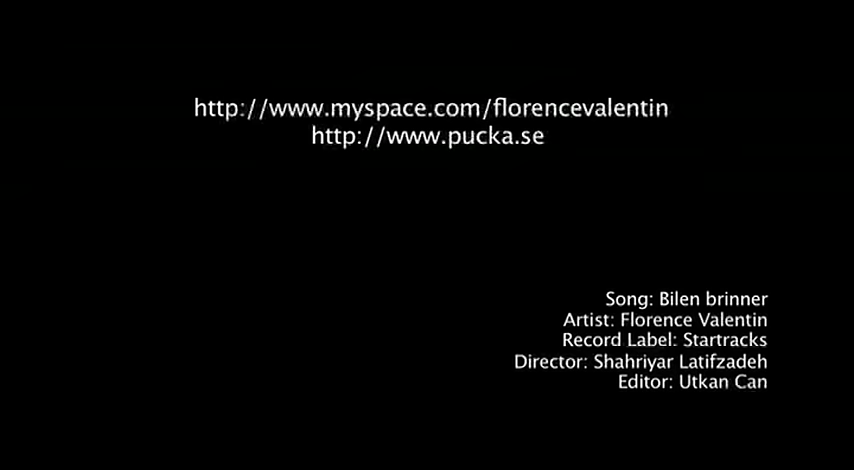 http://www.myspace.com/florencevalentin
http://www.pucka.se
Song: Bilen brinner
Artist: Florence Valentin
Record Label: Startracks
Director: Shahriyar Latifzadeh
Editor: Utkan Can